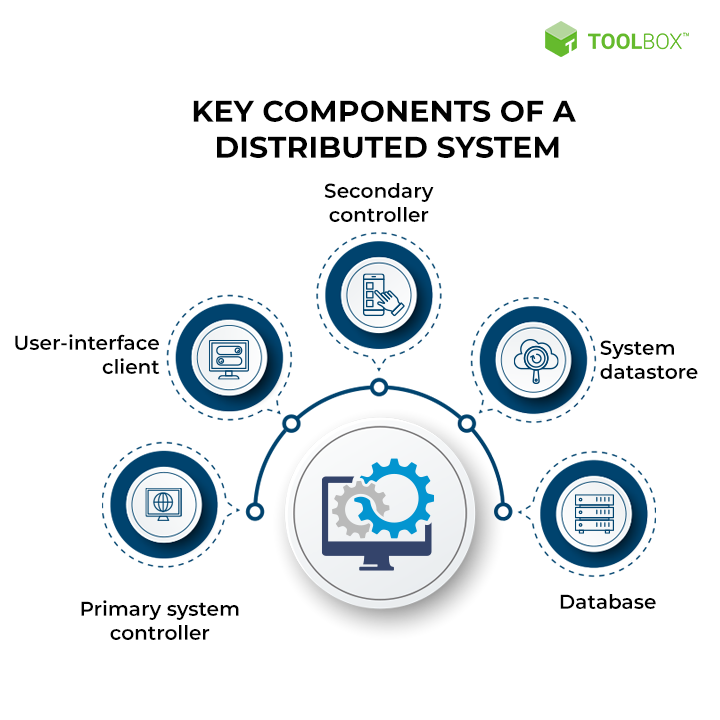 TOOLBOX™
KEY COMPONENTS OF A
DISTRIBUTED SYSTEM
Secondary
controller
User-interface
client
System
datastore
Primary system
controller
Database